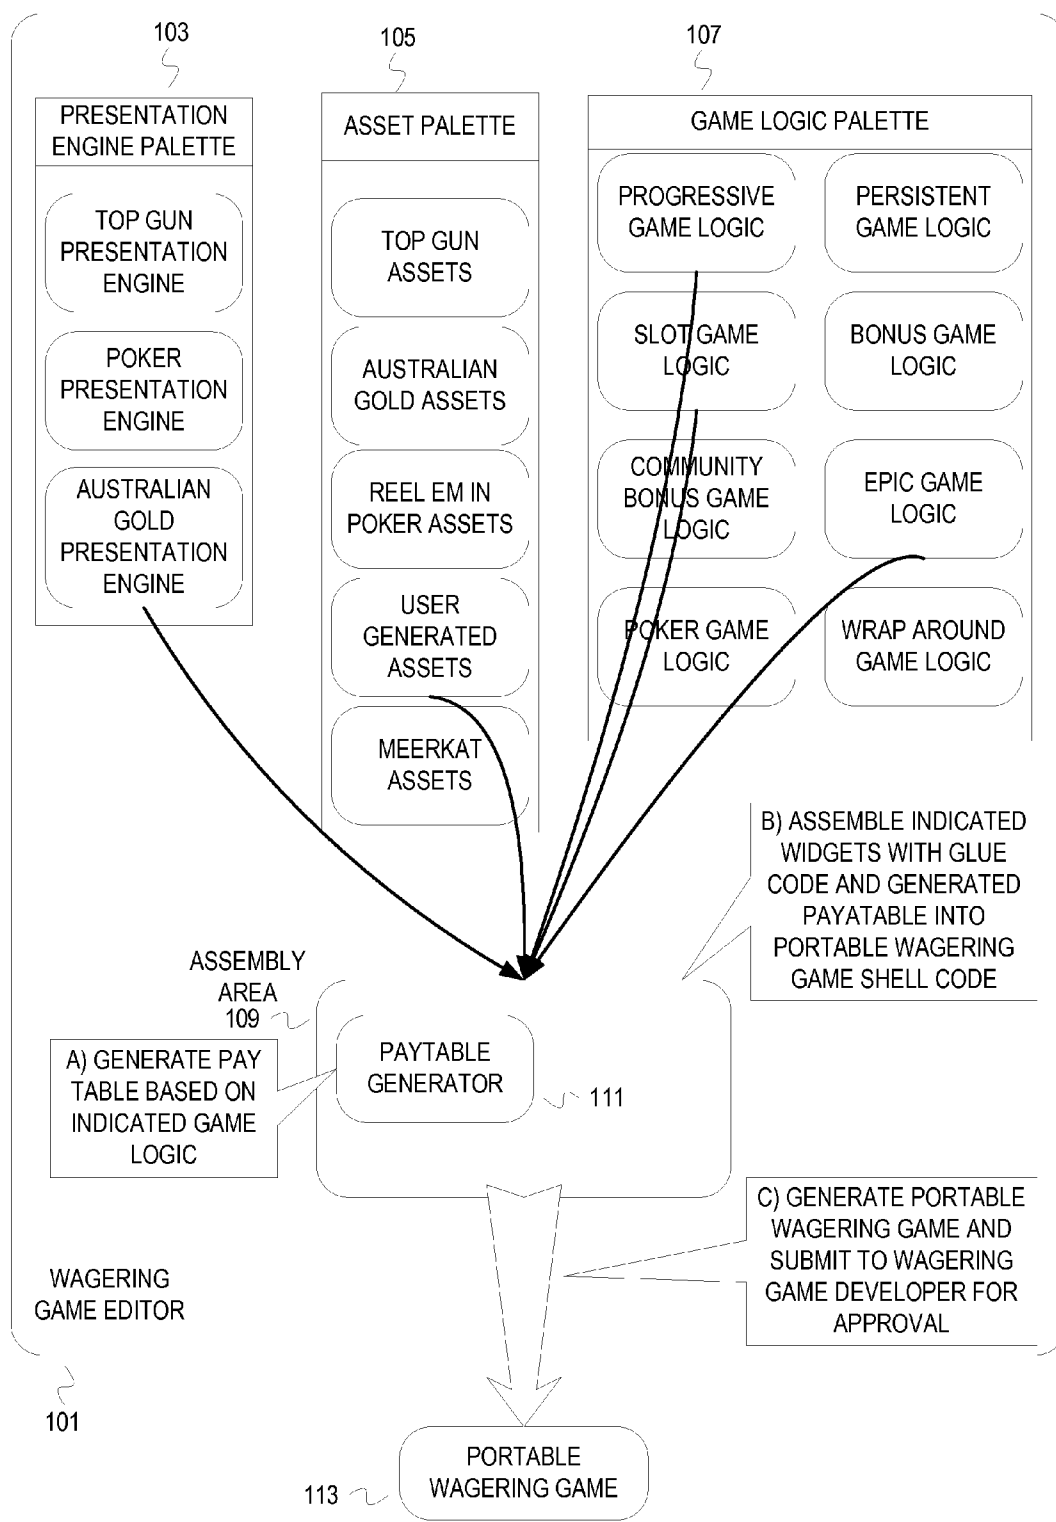 103
105
107
PRESENTATION
ENGINE PALETTE
TOP GUN
PRESENTATION
ENGINE
POKER
PRESENTATION
ENGINE
AUSTRALIAN
GOLD
PRESENTATION
ENGINE
ASSET PALETTE
TOP GUN
ASSETS
AUSTRALIAN
GOLD ASSETS
REEL EM IN
POKER ASSETS
USER
GENERATED
ASSETS
MEERKAT
ASSETS
GAME LOGIC PALETTE
PROGRESSIVE
GAME LOGIC
PERSISTENT
GAME LOGIC
SLOT GAME
LOGIC
BONUS GAME
LOGIC
COMMUNITY
BONUS GAME
LOGIC
EPIC GAME
LOGIC
POKER GAME
LOGIC
WRAP AROUND
GAME LOGIC
B) ASSEMBLE INDICATED
WIDGETS WITH GLUE
CODE AND GENERATED
PAYATABLE INTO
PORTABLE WAGERING
GAME SHELL CODE
ASSEMBLY
AREA
109
PAYTABLE
GENERATOR
111
A) GENERATE PAY
TABLE BASED ON
INDICATED GAME
LOGIC
C) GENERATE PORTABLE
WAGERING GAME AND
SUBMIT TO WAGERING
GAME DEVELOPER FOR
APPROVAL
WAGERING
GAME EDITOR
101
PORTABLE
WAGERING GAME
113